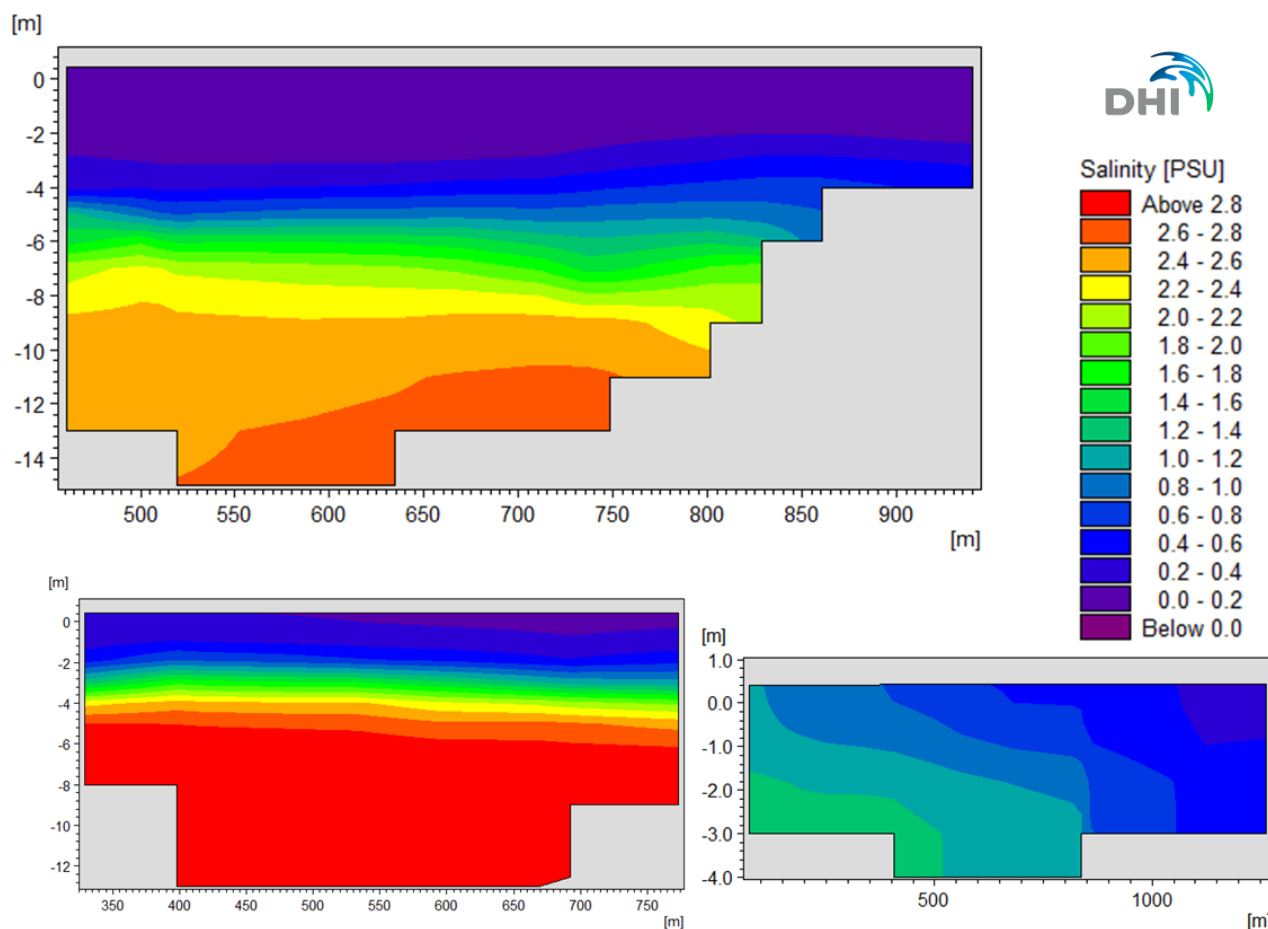 [m]
0
-2
-4
-6
-8
-10
-12
-14
500 550 600 650 700 750 800 850 900
[m]
DHI
Salinity [PSU]
Above 2.8
2.6 - 2.8
2.4 - 2.6
2.2 - 2.4
2.0 - 2.2
1.8 - 2.0
1.6 - 1.8
1.4 - 1.6
1.2 - 1.4
1.0 - 1.2
0.8 - 1.0
0.6 - 0.8
0.4 - 0.6
0.2 - 0.4
0.0 - 0.2
Below 0.0
[m]
0
-2
-4
-6
-8
-10
-12
350 400 450 500 550 600 650 700 750
[m]
[m]
1.0
0.0
-1.0
-2.0
-3.0
-4.0
500 1000
[m]